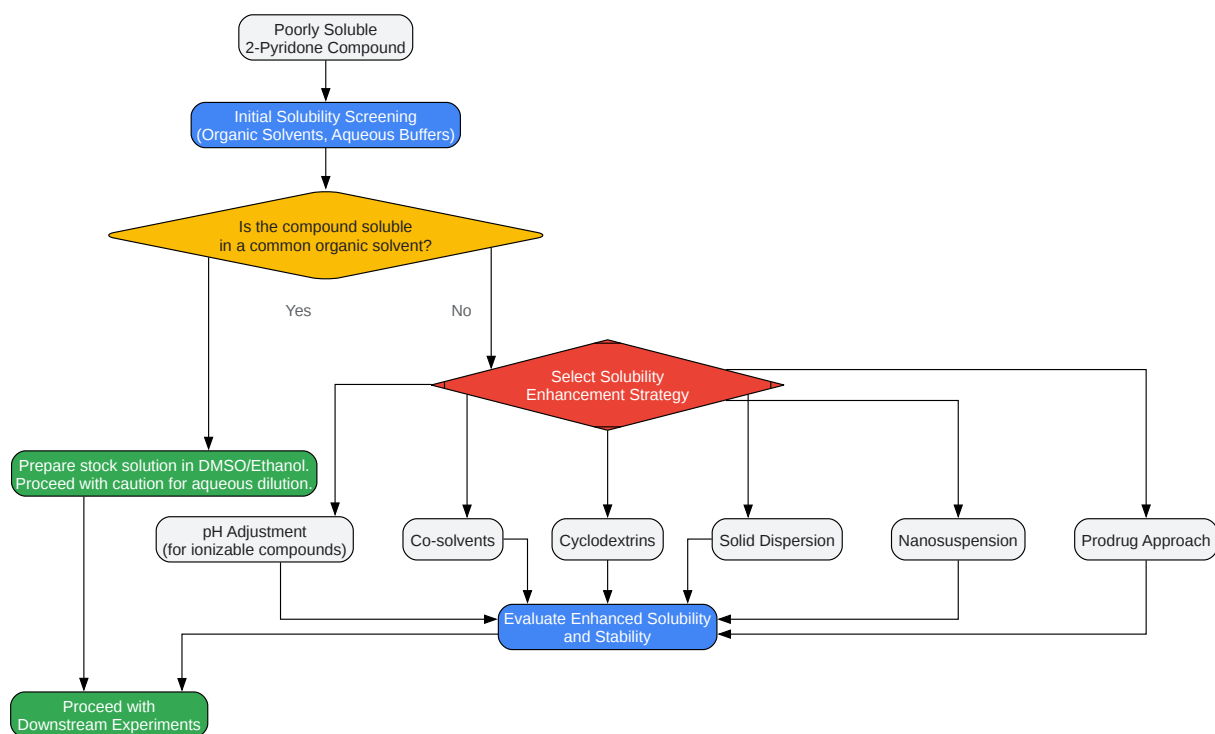 Poorly Soluble
2-Pyridone Compound
Initial Solubility Screening
(Organic Solvents, Aqueous Buffers)
Is the compound soluble
in a common organic solvent?
Yes
No
Select Solubility
Enhancement Strategy
Prepare stock solution in DMSO/Ethanol.
Proceed with caution for aqueous dilution.
pH Adjustment
(for ionizable compounds)
Co-solvents
Cyclodextrins
Solid Dispersion
Nanosuspension
Prodrug Approach
Evaluate Enhanced Solubility
and Stability
Proceed with
Downstream Experiments